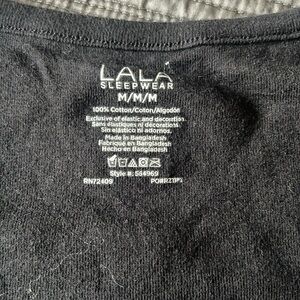 LALA
SLEEPWEAR
M/M/M
100% Cotton/Coton/Algodón
Exclusive of elastic and decoration.
Sans élastiques ni décorations.
Sin elástico ni adornos.
Made in Bangladesh
Fabriqué en Bangladesh
Hecho en Bangladesh
Style #: 564969
RN72409